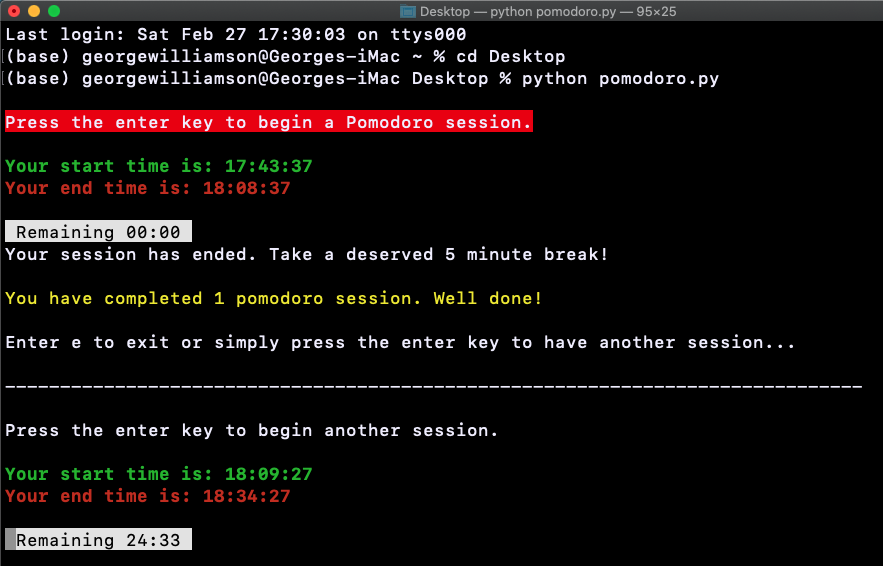 Desktop — python pomodoro.py — 95×25
Last login: Sat Feb 27 17:30:03 on ttys000
(base) georgewilliamson@Georges-iMac ~ % cd Desktop
(base) georgewilliamson@Georges-iMac Desktop % python pomodoro.py
Press the enter key to begin a Pomodoro session.
Your start time is: 17:43:37
Your end time is: 18:08:37
Remaining 00:00
Your session has ended. Take a deserved 5 minute break!
You have completed 1 pomodoro session. Well done!
Enter e to exit or simply press the enter key to have another session...
______________________________________________________________________________
Press the enter key to begin another session.
Your start time is: 18:09:27
Your end time is: 18:34:27
Remaining 24:33